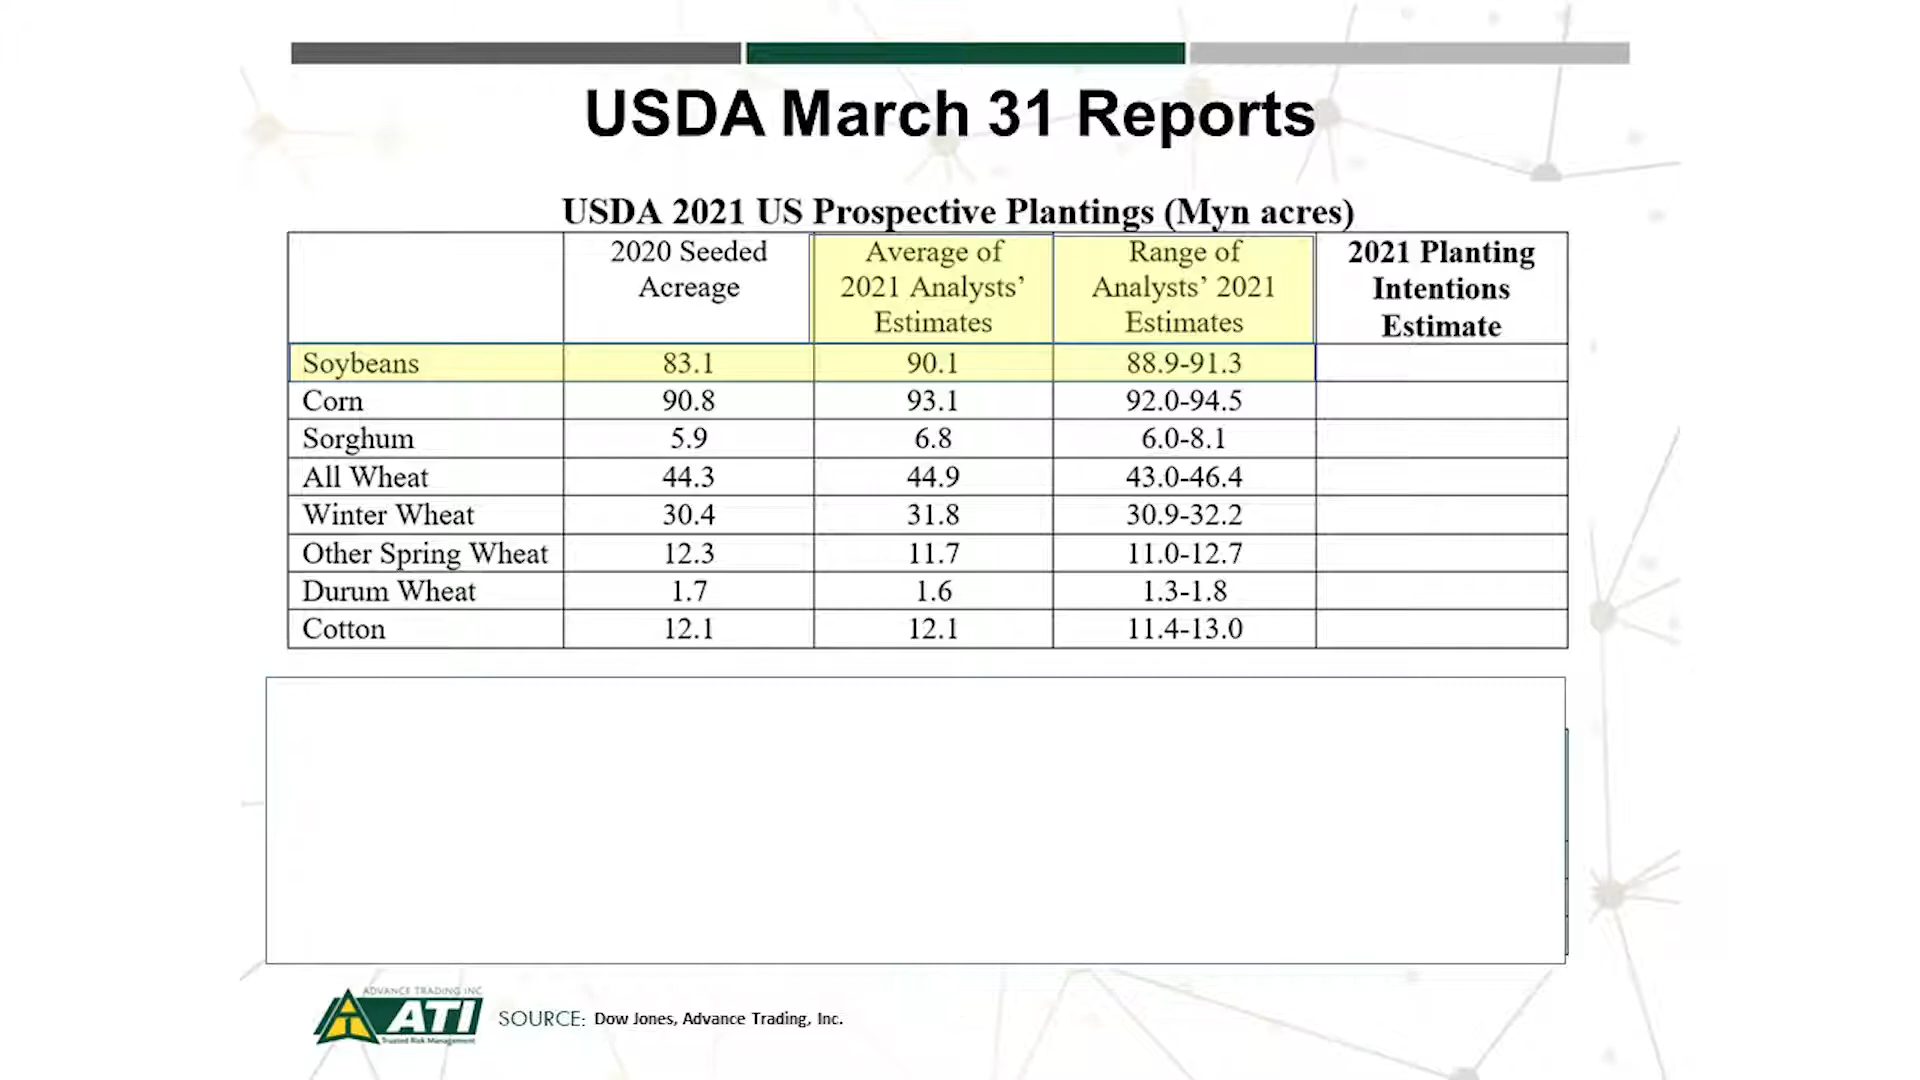 USDA March 31 Reports
USDA 2021 US Prospective Plantings (Myn acres)
2020 Seeded Acreage
Average of 2021 Analysts’ Estimates
Range of Analysts’ 2021 Estimates
2021 Planting Intentions Estimate
Soybeans 83.1 90.1 88.9-91.3
Corn 90.8 93.1 92.0-94.5
Sorghum 5.9 6.8 6.0-8.1
All Wheat 44.3 44.9 43.0-46.4
Winter Wheat 30.4 31.8 30.9-32.2
Other Spring Wheat 12.3 11.7 11.0-12.7
Durum Wheat 1.7 1.6 1.3-1.8
Cotton 12.1 12.1 11.4-13.0
ADVANCE TRADING INC
ATI
Trusted Risk Management
SOURCE: Dow Jones, Advance Trading, Inc.